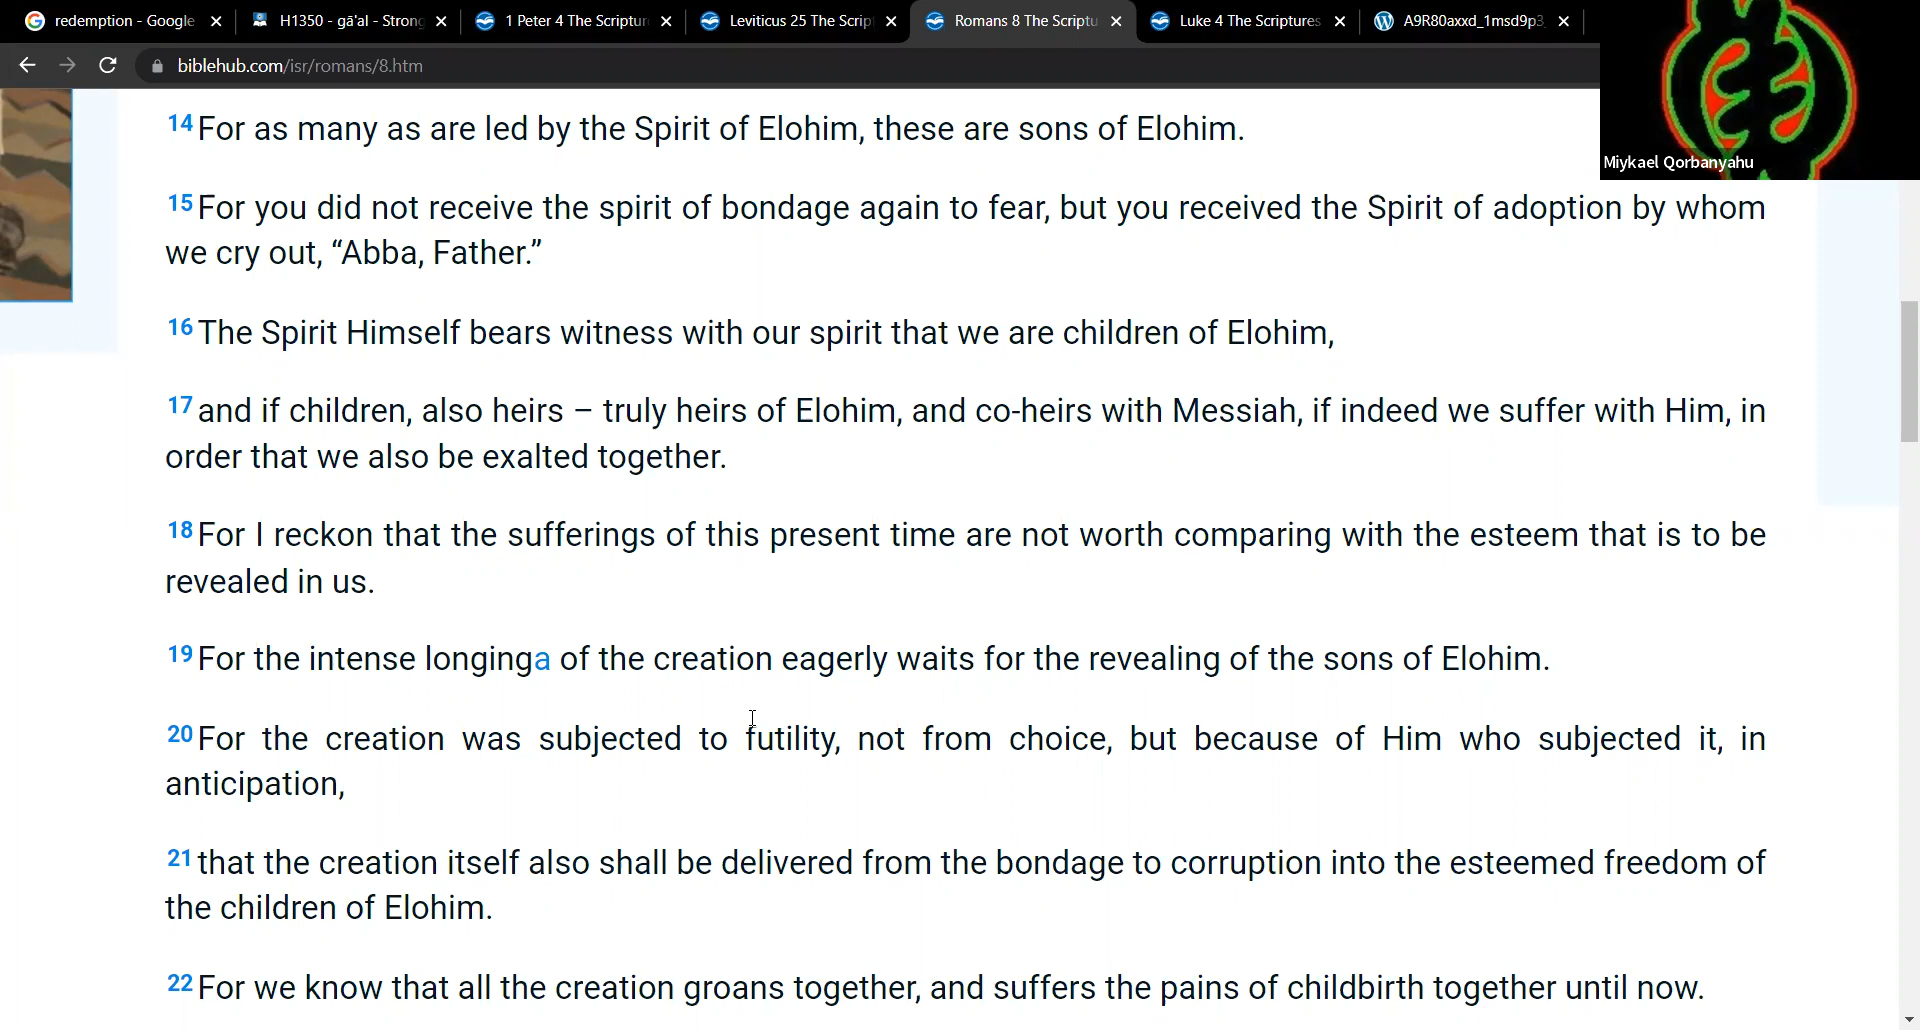 redemption - Google
H1350 - gā'al - Strong
1 Peter 4 The Scripture
Leviticus 25 The Script
Romans 8 The Scriptu
Luke 4 The Scriptures
A9R80axxd_1msd9p3
biblehub.com/isr/romans/8.htm
Miykael Qorbanyahu
14 For as many as are led by the Spirit of Elohim, these are sons of Elohim.
15 For you did not receive the spirit of bondage again to fear, but you received the Spirit of adoption by whom
we cry out, “Abba, Father.”
16 The Spirit Himself bears witness with our spirit that we are children of Elohim,
17 and if children, also heirs – truly heirs of Elohim, and co-heirs with Messiah, if indeed we suffer with Him, in
order that we also be exalted together.
18 For I reckon that the sufferings of this present time are not worth comparing with the esteem that is to be
revealed in us.
19 For the intense longinga of the creation eagerly waits for the revealing of the sons of Elohim.
20 For the creation was subjected to futility, not from choice, but because of Him who subjected it, in
anticipation,
21 that the creation itself also shall be delivered from the bondage to corruption into the esteemed freedom of
the children of Elohim.
22 For we know that all the creation groans together, and suffers the pains of childbirth together until now.